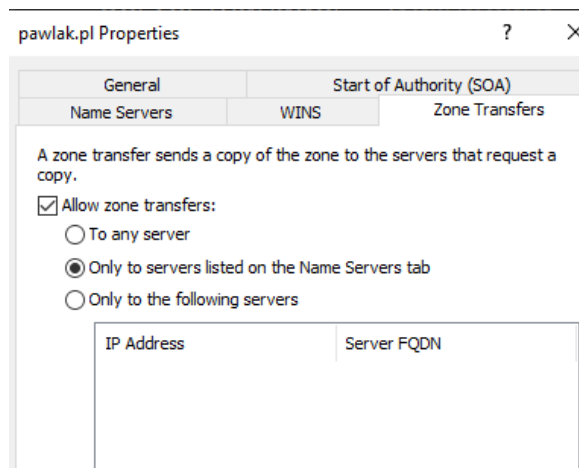 pawlak.pl Properties ?
General Start of Authority (SOA)
Name Servers WINS Zone Transfers
A zone transfer sends a copy of the zone to the servers that request a
copy.
Allow zone transfers:
To any server
Only to servers listed on the Name Servers tab
Only to the following servers
IP Address Server FQDN